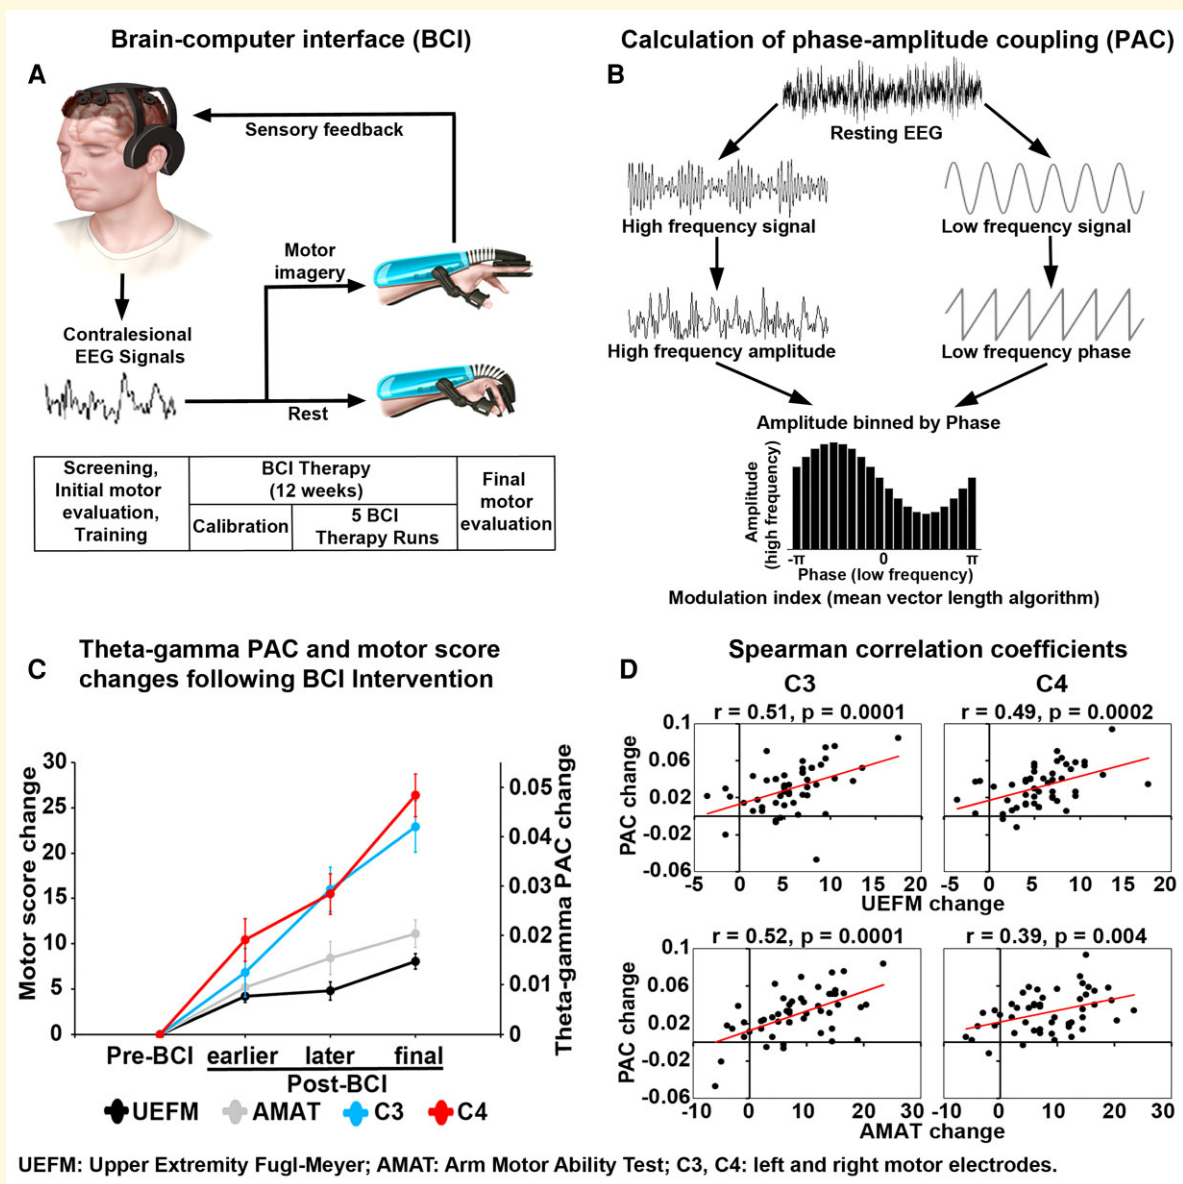 Brain-computer interface (BCI)
A
Sensory feedback
Motor
imagery
Contralesional
EEG Signals
Rest
Screening,
Initial motor
evaluation,
Training
BCI Therapy
(12 weeks)
Calibration
5 BCI
Therapy Runs
Final
motor
evaluation
Calculation of phase-amplitude coupling (PAC)
B
Resting EEG
High frequency signal
Low frequency signal
High frequency amplitude
Low frequency phase
Amplitude binned by Phase
Amplitude
(high frequency)
-π 0 π
Phase (low frequency)
Modulation index (mean vector length algorithm)
C
Theta-gamma PAC and motor score
changes following BCI Intervention
Motor score change
30
25
20
15
10
5
0
Theta-gamma PAC change
0.05
0.04
0.03
0.02
0.01
0
Pre-BCI earlier later final
Post-BCI
UEFM AMAT C3 C4
D
Spearman correlation coefficients
C3
C4
r = 0.51, p = 0.0001
r = 0.49, p = 0.0002
PAC change
0.1
0.06
0.02
-0.02
-0.06
-5 0 5 10 15 20
-5 0 5 10 15 20
UEFM change
r = 0.52, p = 0.0001
r = 0.39, p = 0.004
PAC change
0.1
0.06
0.02
-0.02
-0.06
-10 0 10 20 30
-10 0 10 20 30
AMAT change
UEFM: Upper Extremity Fugl-Meyer; AMAT: Arm Motor Ability Test; C3, C4: left and right motor electrodes.